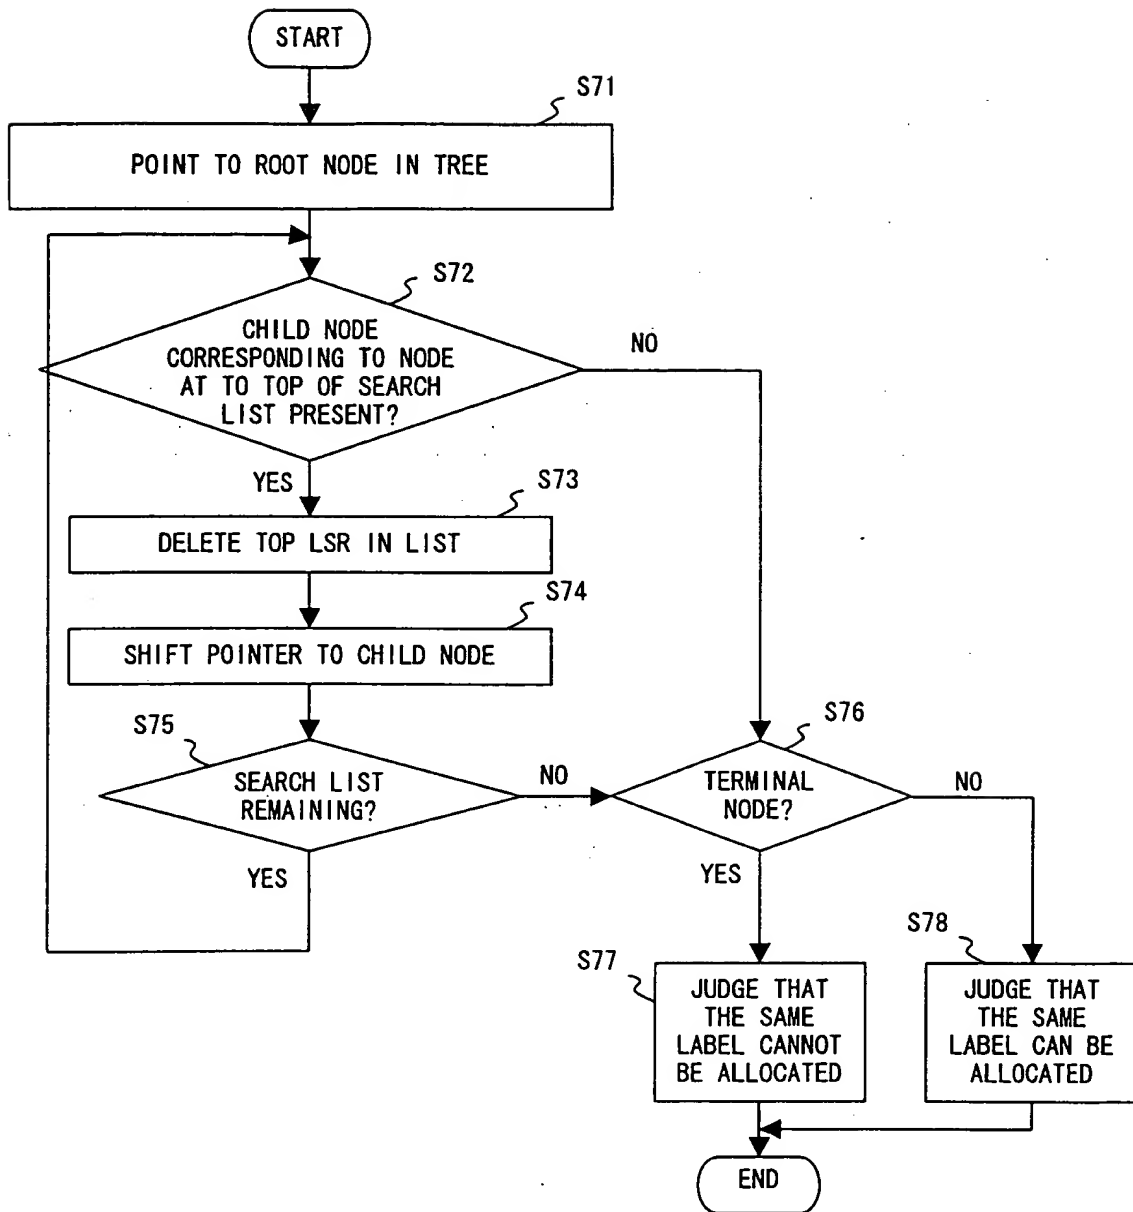 START
S71
POINT TO ROOT NODE IN TREE
S72
CHILD NODE
CORRESPONDING TO NODE
AT TO TOP OF SEARCH
LIST PRESENT?
NO
YES
S73
DELETE TOP LSR IN LIST
S74
SHIFT POINTER TO CHILD NODE
S75
SEARCH LIST
REMAINING?
NO
YES
S76
TERMINAL
NODE?
NO
YES
S77
JUDGE THAT
THE SAME
LABEL CANNOT
BE ALLOCATED
S78
JUDGE THAT
THE SAME
LABEL CAN BE
ALLOCATED
END